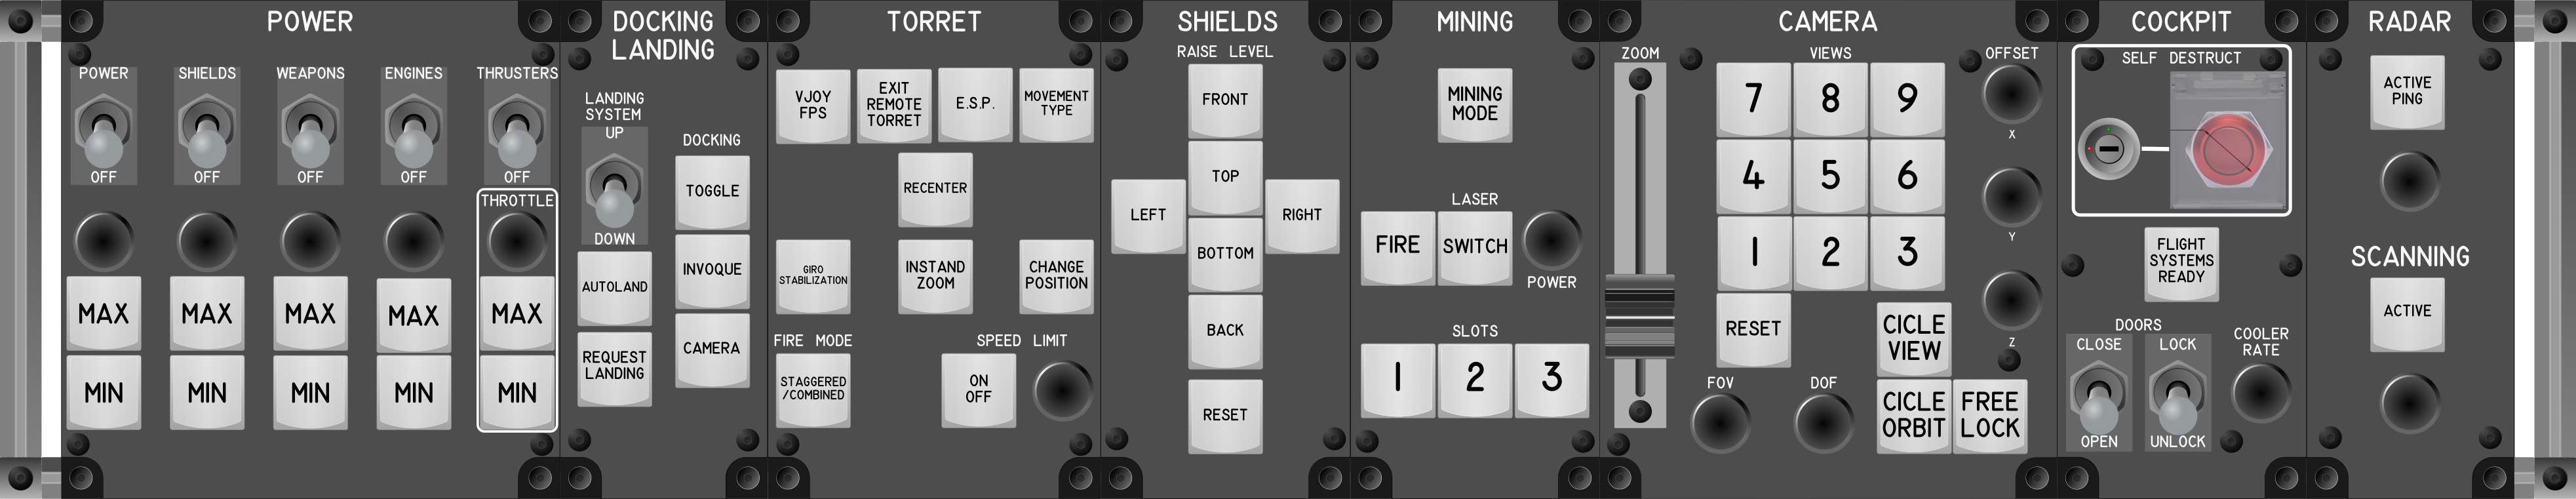 POWER
POWER
SHIELDS
WEAPONS
ENGINES
THRUSTERS
OFF
OFF
OFF
OFF
OFF
THROTTLE
MAX
MAX
MAX
MAX
MAX
MIN
MIN
MIN
MIN
MIN
DOCKING
LANDING
LANDING
SYSTEM
UP
DOWN
AUTOLAND
REQUEST
LANDING
DOCKING
TOGGLE
INVOQUE
CAMERA
TORRET
VJOY
FPS
EXIT
REMOTE
TORRET
E.S.P.
MOVEMENT
TYPE
RECENTER
GIRO
STABILIZATION
INSTAND
ZOOM
CHANGE
POSITION
FIRE MODE
STAGGERED
/COMBINED
SPEED LIMIT
ON
OFF
SHIELDS
RAISE LEVEL
FRONT
TOP
LEFT
RIGHT
BOTTOM
BACK
RESET
MINING
MINING
MODE
LASER
FIRE
SWITCH
POWER
SLOTS
1
2
3
CAMERA
ZOOM
VIEWS
7
8
9
4
5
6
1
2
3
RESET
CICLE
VIEW
FOV
DOF
CICLE
ORBIT
FREE
LOCK
OFFSET
X
Y
Z
COCKPIT
SELF DESTRUCT
FLIGHT
SYSTEMS
READY
DOORS
CLOSE
LOCK
OPEN
UNLOCK
COOLER
RATE
RADAR
ACTIVE
PING
SCANNING
ACTIVE